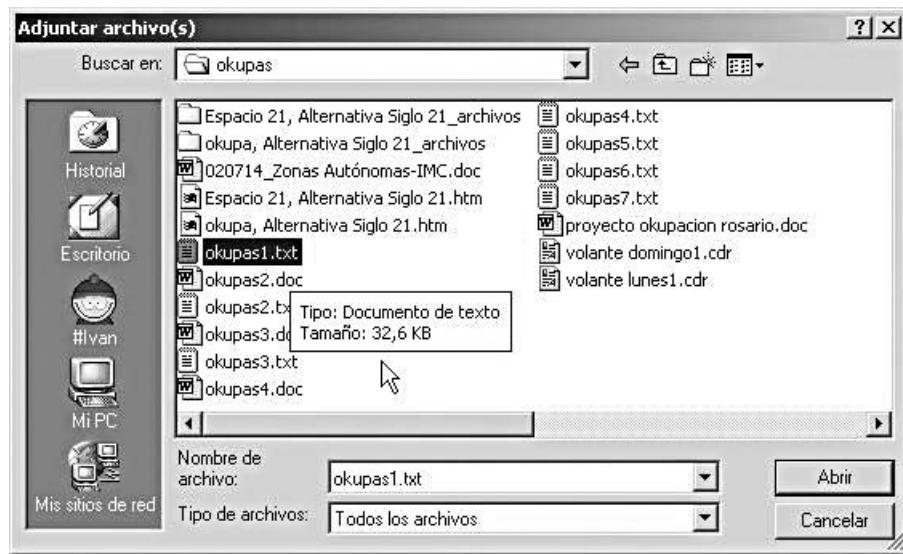 Adjuntar archivo(s)
Buscar en:
okupas
Historial
Escritorio
#Ivan
Mi PC
Mis sitios de red
Espacio 21, Alternativa Siglo 21_archivos
okupa, Alternativa Siglo 21_archivos
020714_Zonas Autónomas-IMC.doc
Espacio 21, Alternativa Siglo 21.htm
okupa, Alternativa Siglo 21.htm
okupas1.txt
okupas2.doc
okupas2.tx
okupas3.do
okupas3.txt
okupas4.doc
Tipo: Documento de texto
Tamaño: 32,6 KB
okupas4.txt
okupas5.txt
okupas6.txt
okupas7.txt
proyecto okupacion rosario.doc
volante domingo1.cdr
volante lunes1.cdr
Nombre de
archivo:
okupas1.txt
Abrir
Tipo de archivos:
Todos los archivos
Cancelar